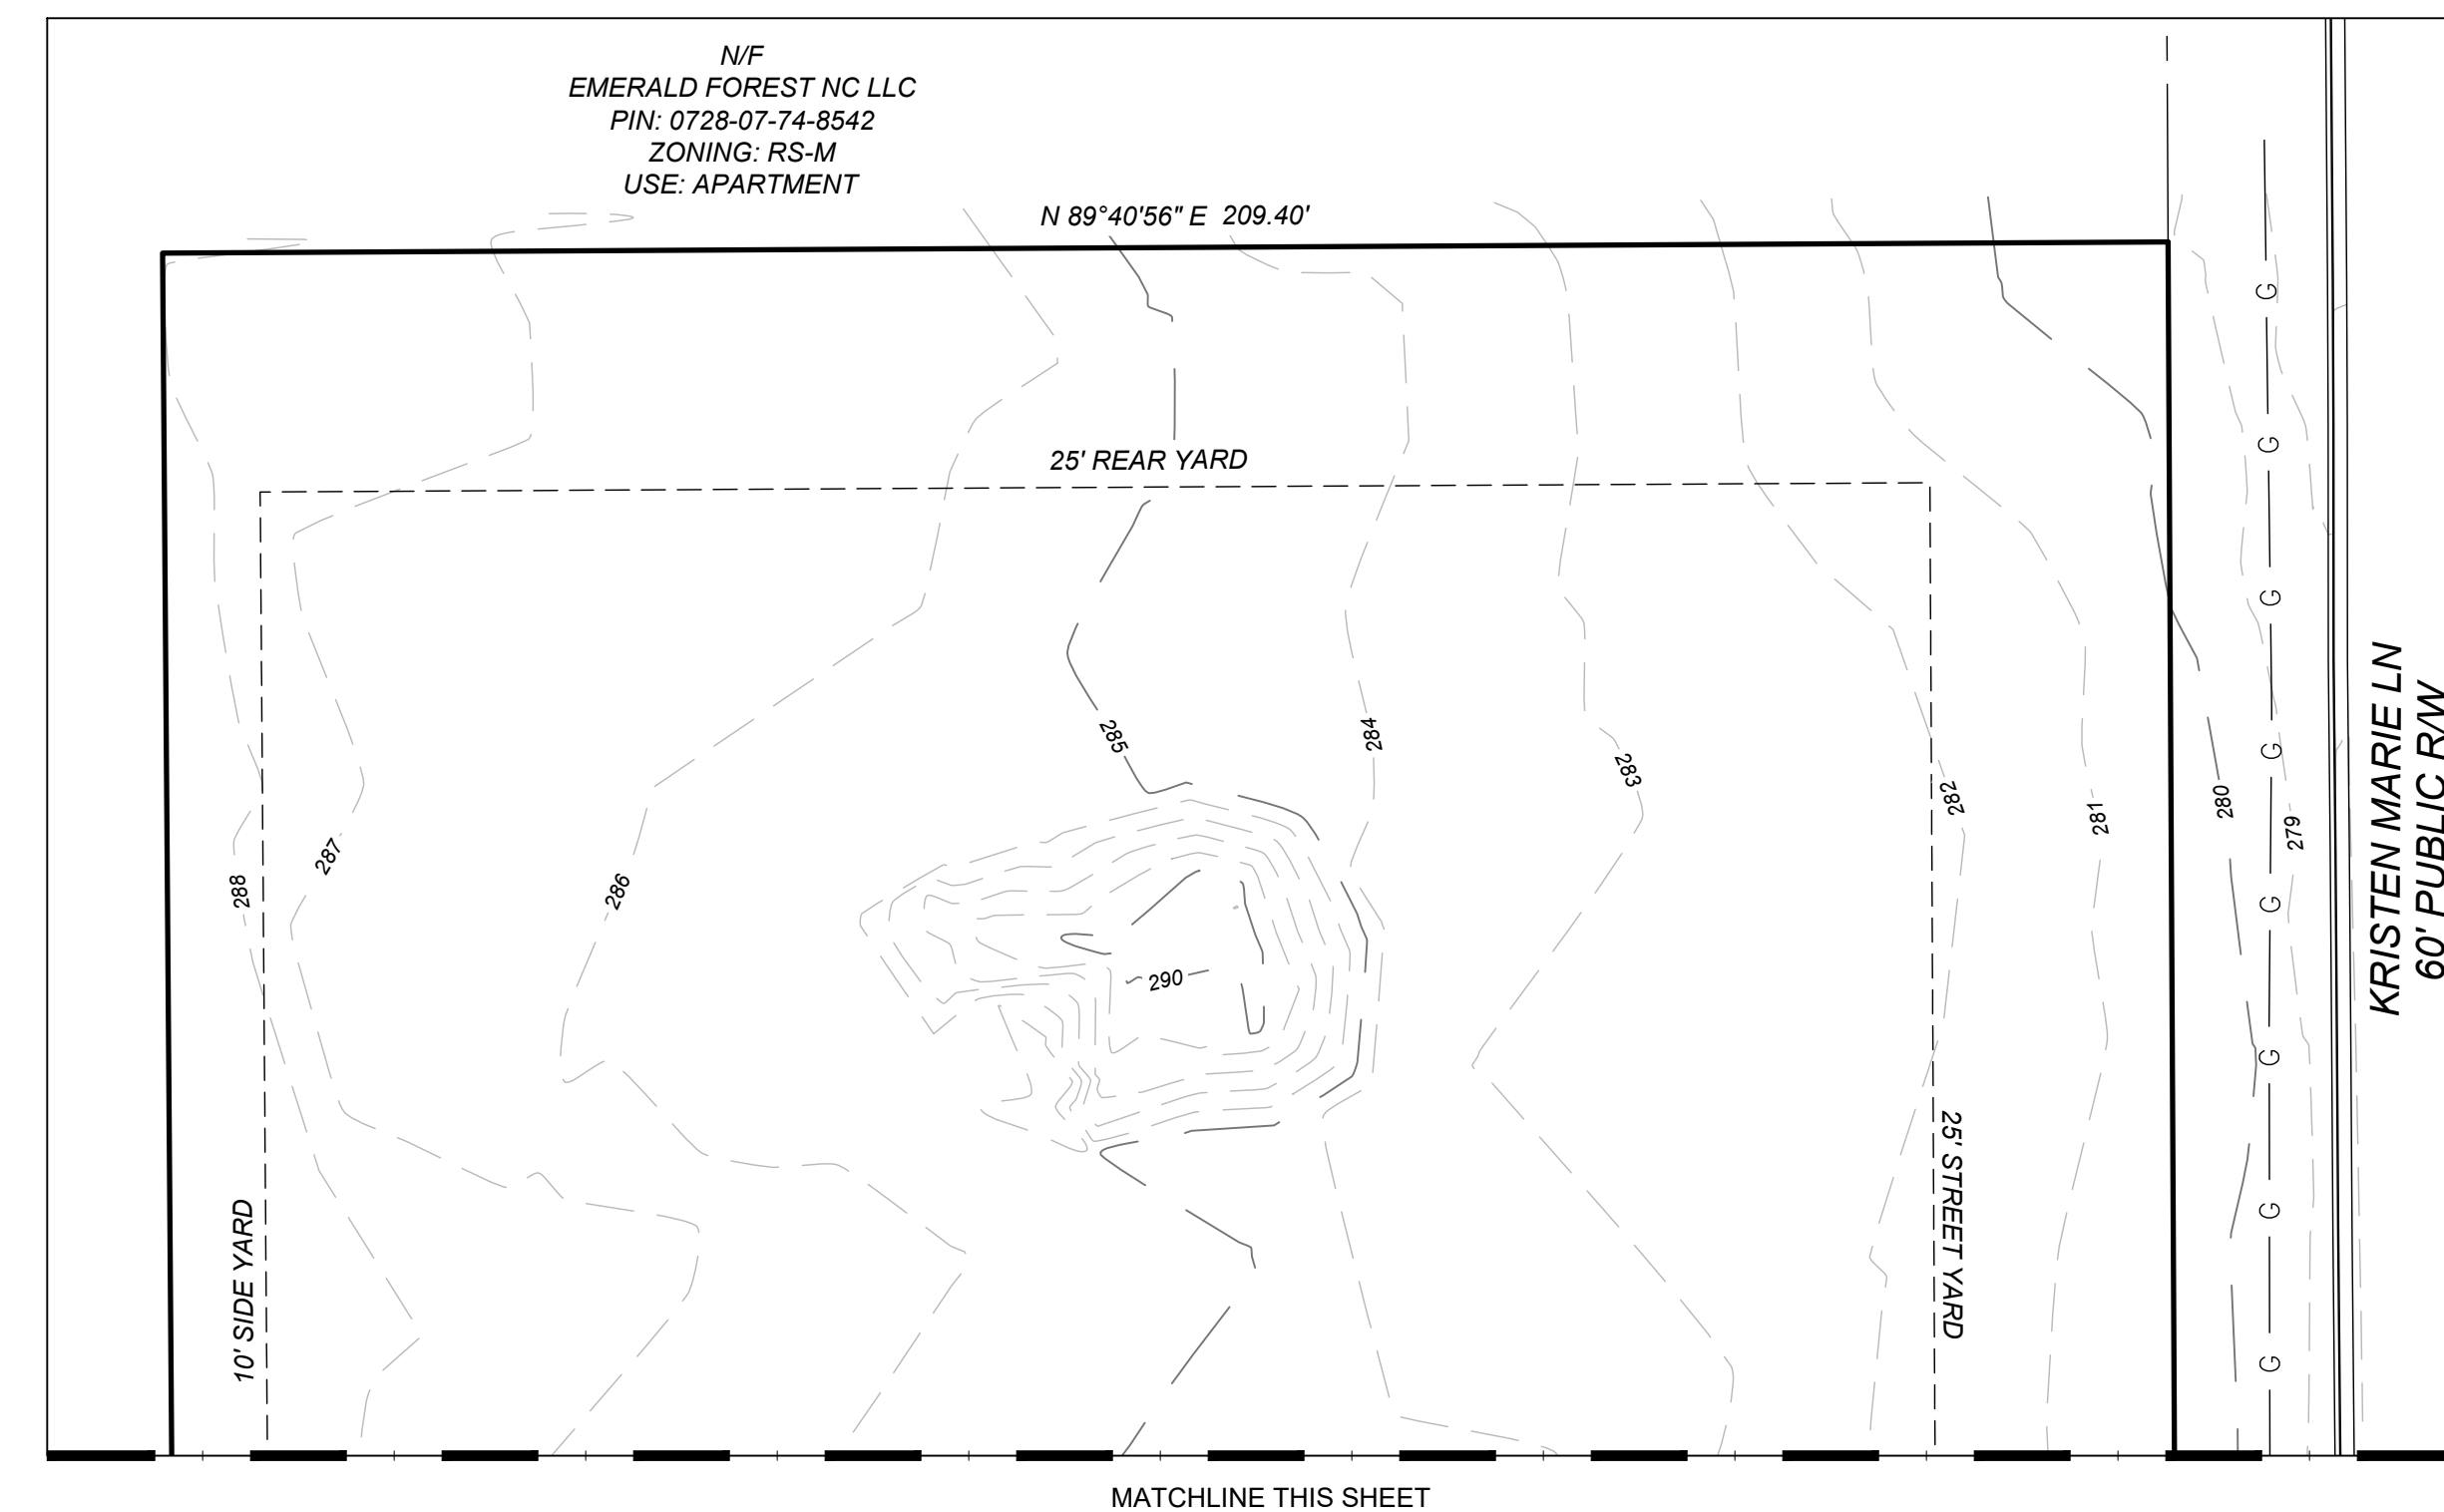 N/F
EMERALD FOREST NC LLC
PIN: 0728-07-74-8542
ZONING: RS-M
USE: APARTMENT
N 89°40'56" E 209.40'
25' REAR YARD
285
284
283
282
281
280
279
287
288
286
290
10' SIDE YARD
25' STREET YARD
G
G
G
G
G
G
G
G
KRISTEN MARIE LN
60' PUBLIC R/W
MATCHLINE THIS SHEET